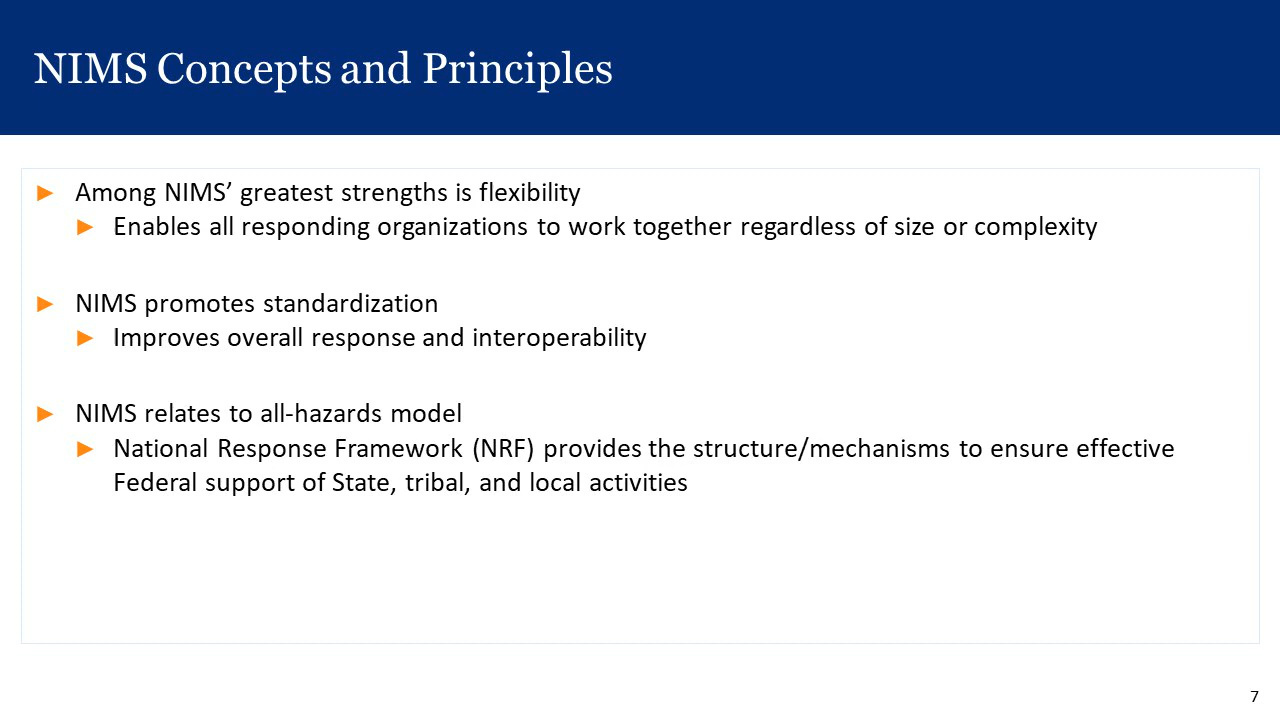 NIMS Concepts and Principles
► Among NIMS’ greatest strengths is flexibility
► Enables all responding organizations to work together regardless of size or complexity
► NIMS promotes standardization
► Improves overall response and interoperability
► NIMS relates to all-hazards model
► National Response Framework (NRF) provides the structure/mechanisms to ensure effective
Federal support of State, tribal, and local activities
7